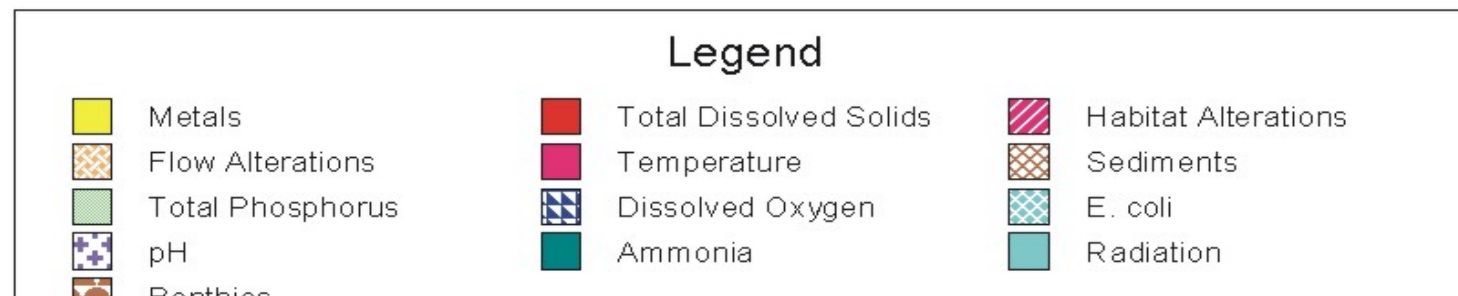 Legend
Metals
Flow Alterations
Total Phosphorus
pH
Benthics
Total Dissolved Solids
Temperature
Dissolved Oxygen
Ammonia
Habitat Alterations
Sediments
E. coli
Radiation